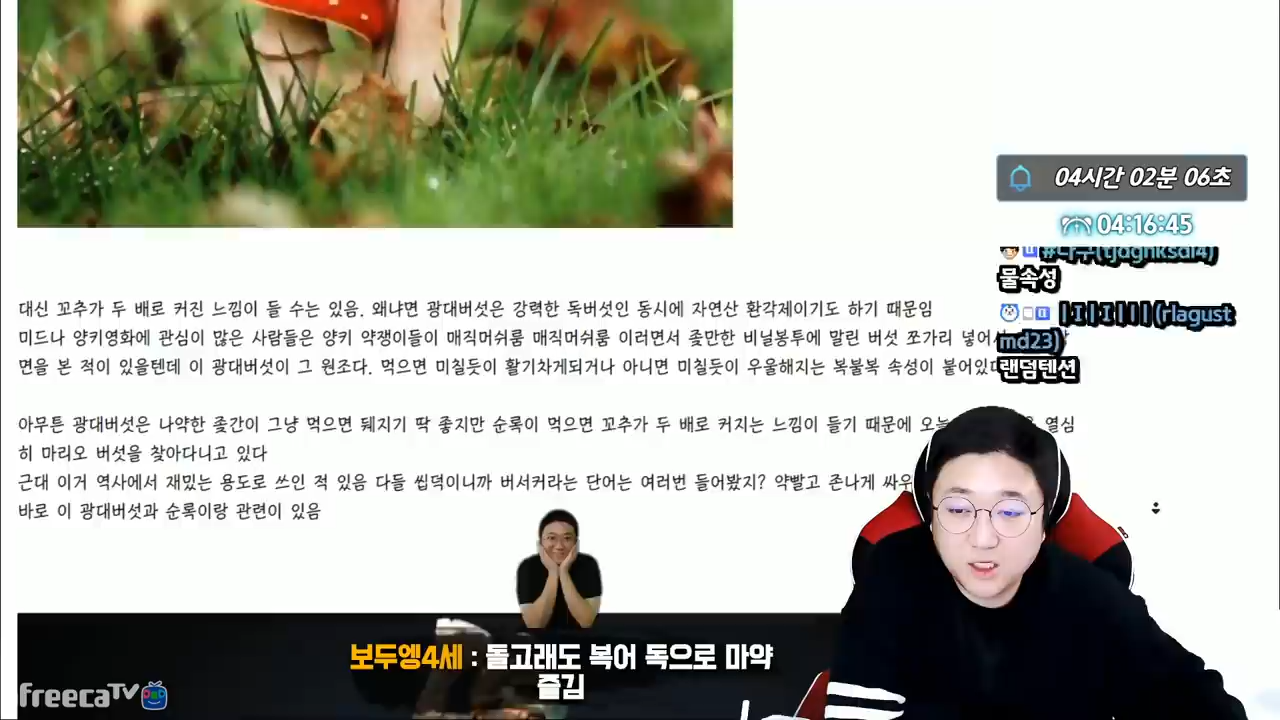 04시간 02분 06초
04:16:45
물속성
ㅣIㅣIㅣㅣㅣ(rlagust
md23)
랜덤텐션
대신 꼬추가 두 배로 커진 느낌이 들 수는 있음. 왜냐면 광대버섯은 강력한 독버섯인 동시에 자연산 환각제이기도 하기 때문임
미드나 양키영화에 관심이 많은 사람들은 양키 약쟁이들이 매직머쉬룸 매직머쉬룸 이러면서 좆만한 비닐봉투에 말린 버섯 쪼가리 넣어
면을 본 적이 있을텐데 이 광대버섯이 그 원조다. 먹으면 미칠듯이 활기차게되거나 아니면 미칠듯이 우울해지는 복불복 속성이 붙어있
아무튼 광대버섯은 나약한 좆간이 그냥 먹으면 뒈지기 딱 좋지만 순록이 먹으면 꼬추가 두 배로 커지는 느낌이 들기 때문에 열심
히 마리오 버섯을 찾아다니고 있다
근대 이거 역사에서 재밌는 용도로 쓰인 적 있음 다들 씹덕이니까 버서커라는 단어는 여러번 들어봤지? 약빨고 존나게 싸우
바로 이 광대버섯과 순록이랑 관련이 있음
보두엥4세 : 돌고래도 복어 독으로 마약
즐김
freecaTV